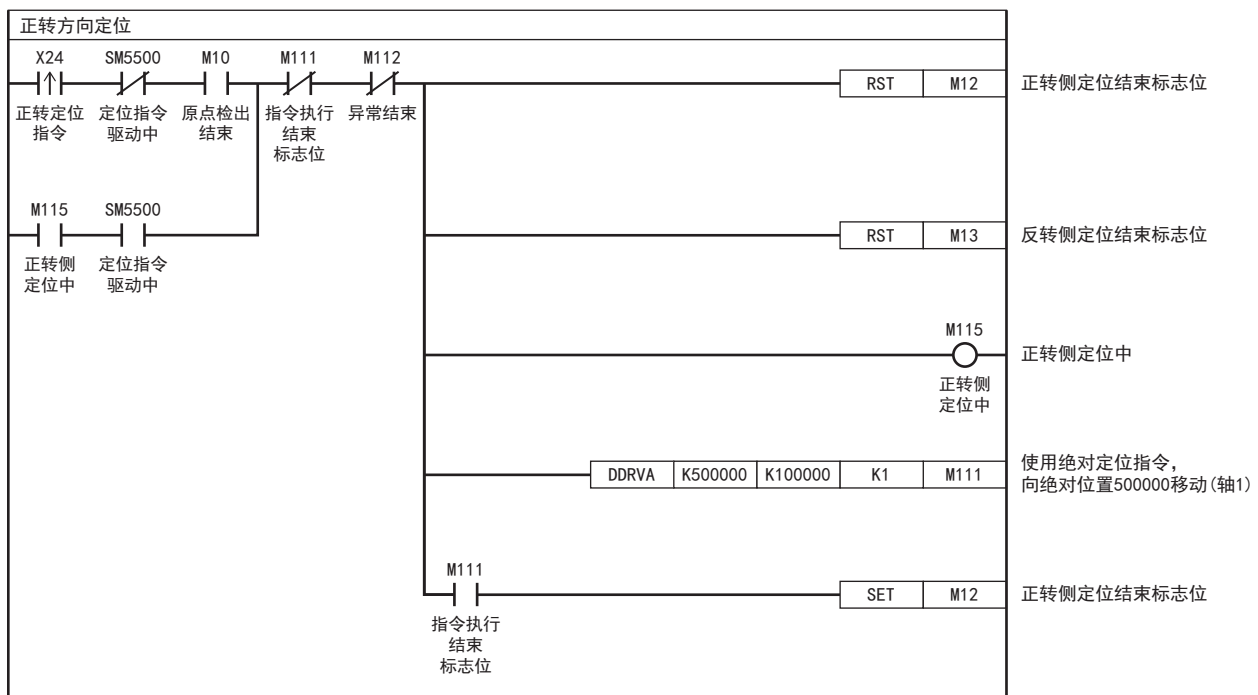 正转方向定位
X24 SM5500 M10 M111 M112
RST M12 正转侧定位结束标志位
正转定位 定位指令 原点检出 指令执行 异常结束
指令 驱动中 结束 结束
标志位
M115 SM5500
RST M13 反转侧定位结束标志位
正转侧 定位指令
定位中 驱动中
M115
正转侧定位中
正转侧
定位中
DDRVA K500000 K100000 K1 M111 使用绝对定位指令,
向绝对位置500000移动(轴1)
M111
SET M12 正转侧定位结束标志位
指令执行
结束
标志位